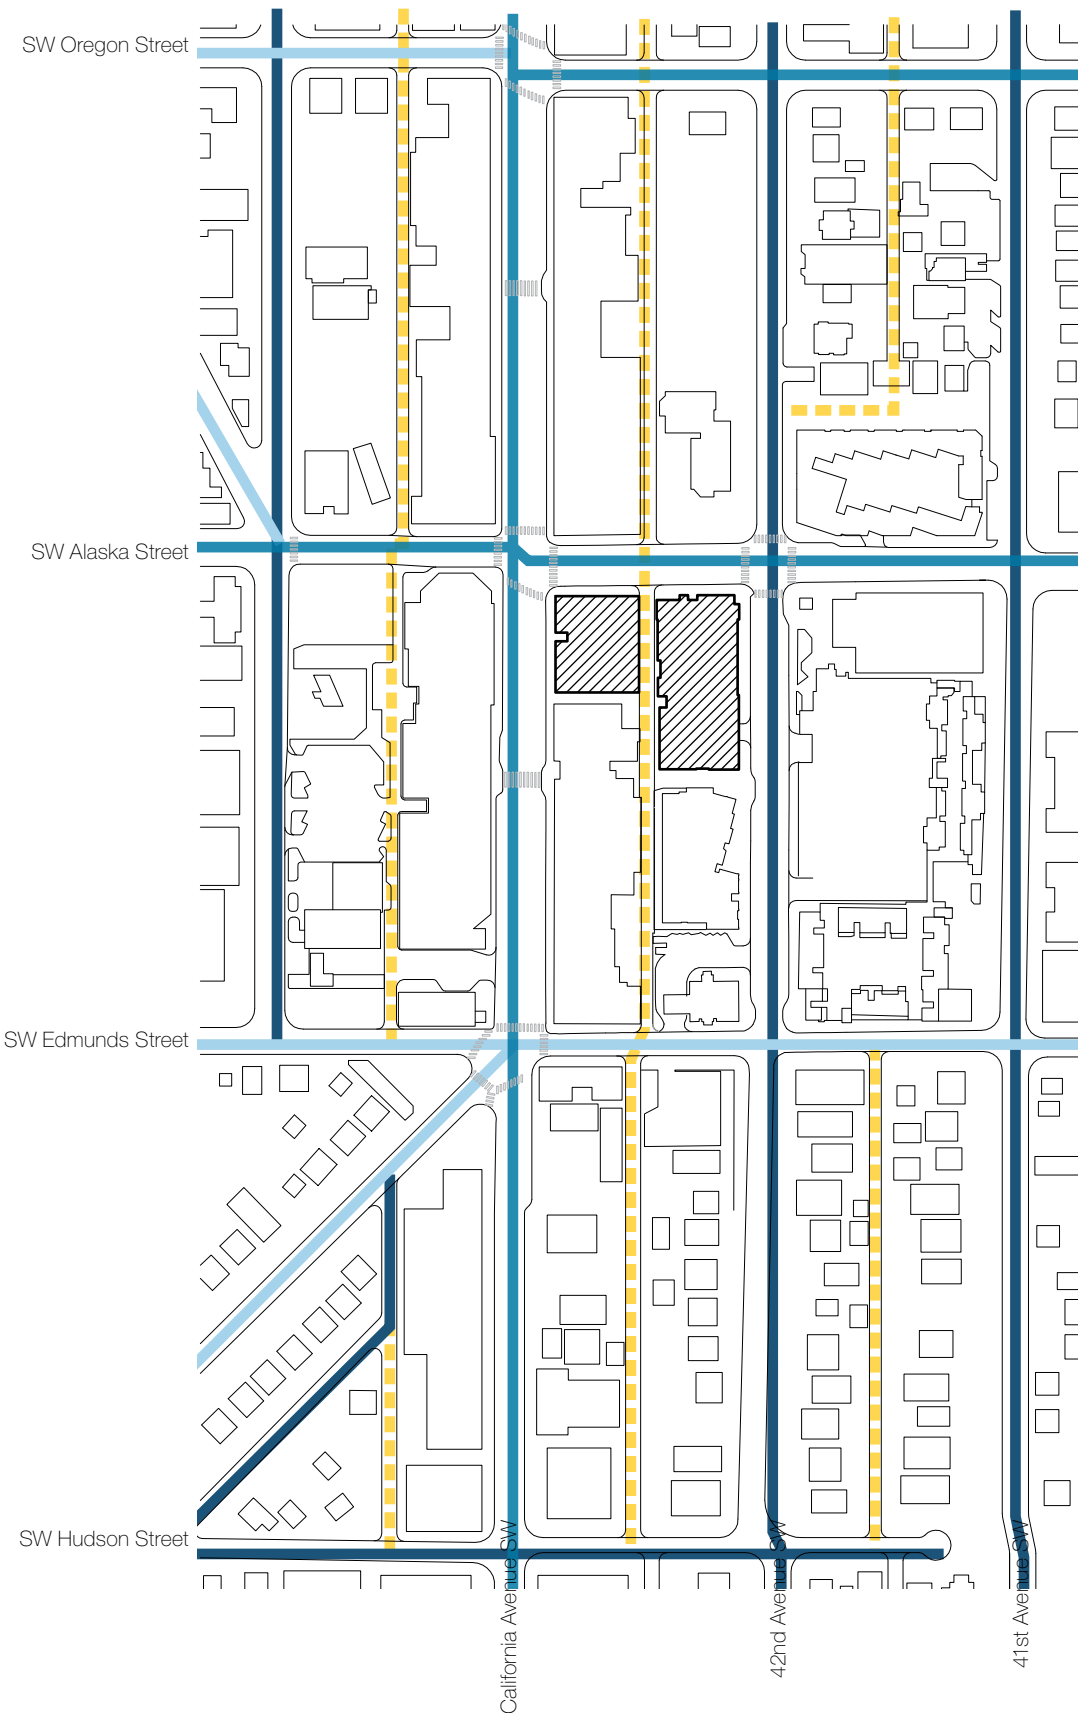 SW Oregon Street
SW Alaska Street
SW Edmunds Street
SW Hudson Street
California Avenue SW
42nd Avenue SW
41st Avenue SW